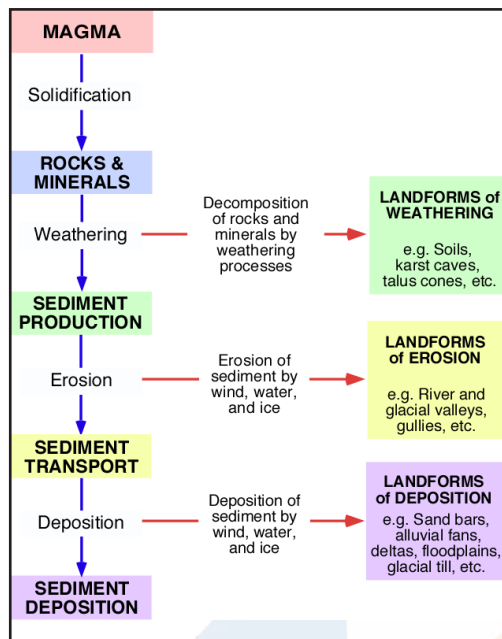 MAGMA
Solidification
ROCKS &
MINERALS
Weathering
Decomposition
of rocks and
minerals by
weathering
processes
LANDFORMS of
WEATHERING
e.g. Soils,
karst caves,
talus cones, etc.
SEDIMENT
PRODUCTION
Erosion
Erosion of
sediment by
wind, water,
and ice
LANDFORMS
of EROSION
e.g. River and
glacial valleys,
gullies, etc.
SEDIMENT
TRANSPORT
Deposition
Deposition of
sediment by
wind, water,
and ice
LANDFORMS
of DEPOSITION
e.g. Sand bars,
alluvial fans,
deltas, floodplains,
glacial till, etc.
SEDIMENT
DEPOSITION